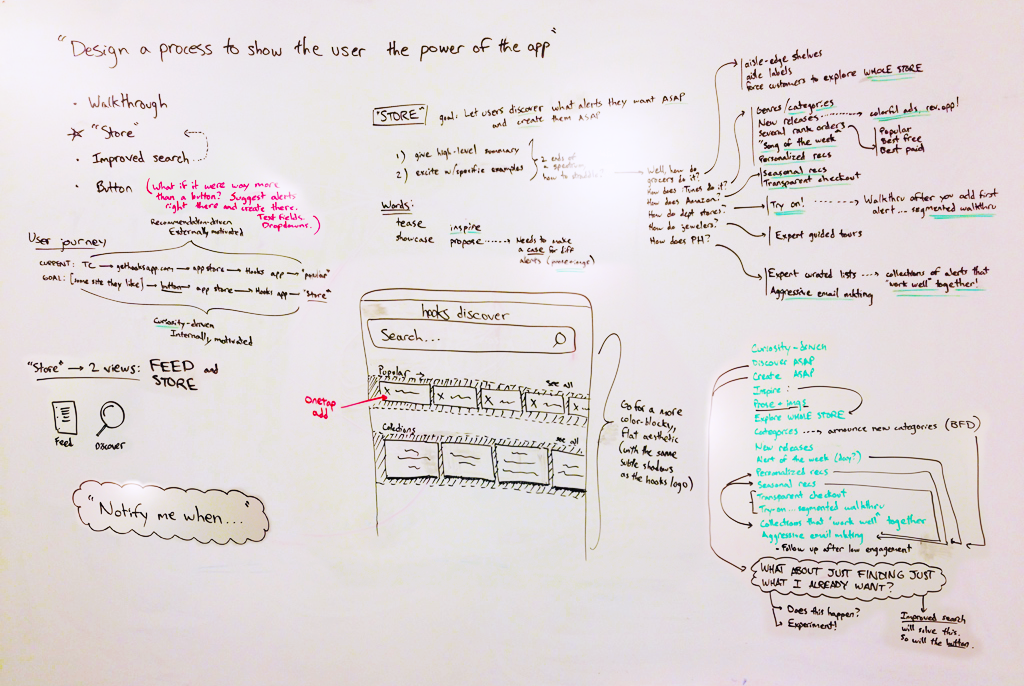 "Design a process to show the user the power of the app"
• Walkthrough
"Store"
• Improved search
• Button
(What if it were way more
than a button? Suggest alerts
right there and create there.
Text fields.
Dropdowns.)
Recommendation-driven
Externally motivated
User journey
CURRENT: TC → gethooksapp.com → app store → Hooks app → "pipeline"
GOAL: [some site they like] → button → app store → Hooks app → "Store"
Curiosity-driven
Internally motivated
"Store" → 2 views: FEED and
STORE
Feed
Discover
"Notify me when..."
"STORE"
goal: Let users discover what alerts they want ASAP
and create them ASAP
1) give high-level summary
2) excite w/specific examples
2 ends of
a spectrum
how to straddle?
Words:
tease inspire
showcase propose
Needs to make
a case for diff
alerts (prose+imgs)
hooks discover
Search...
Popular →
see all
X
X
X
X
X
onetap
add
Collections
see all
Go for a more
color-blocky,
flat aesthetic
(with the same
subtle shadows
as the hooks logo)
Well, how do
grocers do it?
How does iTunes do it?
How does Amazon?
How do dept stores?
How do jewelers?
How does PH?
aisle-edge shelves
aisle labels
force customers to explore WHOLE STORE
Genres/categories
New releases
colorful ads, rev. app!
Several rank orders
"Song of the week"
Personalized recs
Popular
Best free
Best paid
Seasonal recs
Transparent checkout
Try on!
Walkthru after you add first
alert... segmented walkthru
Expert guided tours
Expert curated lists
collections of alerts that
"work well" together!
Aggressive email mkting
Curiosity-driven
Discover ASAP
Create ASAP
Inspire:
Prose + imgs
Explore WHOLE STORE
Categories
announce new categories (BFD)
New releases
Alert of the week (day?)
Personalized recs
Seasonal recs
Transparent checkout
Try-on... segmented walkthru
Collections that "work well" together
Aggressive email mkting
- Follow up after low engagement
WHAT ABOUT JUST FINDING JUST
WHAT I ALREADY WANT?
Does this happen?
Experiment!
Improved search
will solve this.
So will the button.